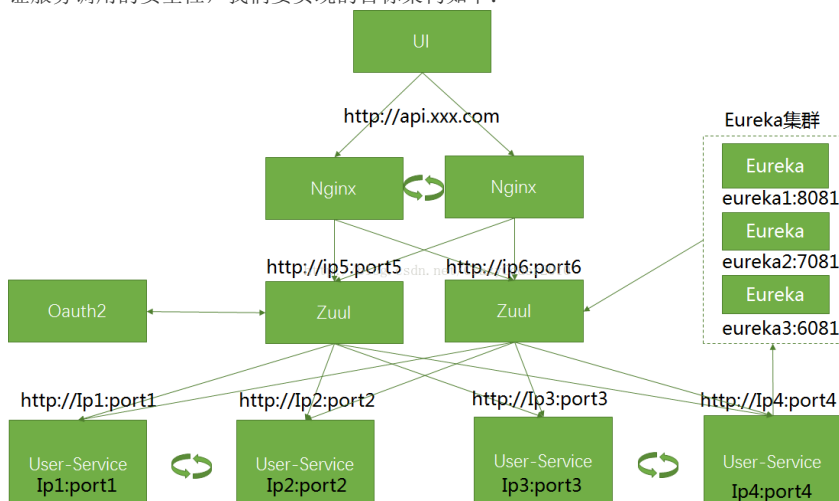 UI
http://api.xxx.com
Eureka集群
Nginx
Nginx
Eureka
eureka1:8081
Eureka
eureka2:7081
Eureka
eureka3:6081
http://ip5:port5
http://ip6:port6
Oauth2
Zuul
Zuul
http://Ip1:port1
http://Ip2:port2
http://Ip3:port3
http://Ip4:port4
User-Service
Ip1:port1
User-Service
Ip2:port2
User-Service
Ip3:port3
User-Service
Ip4:port4